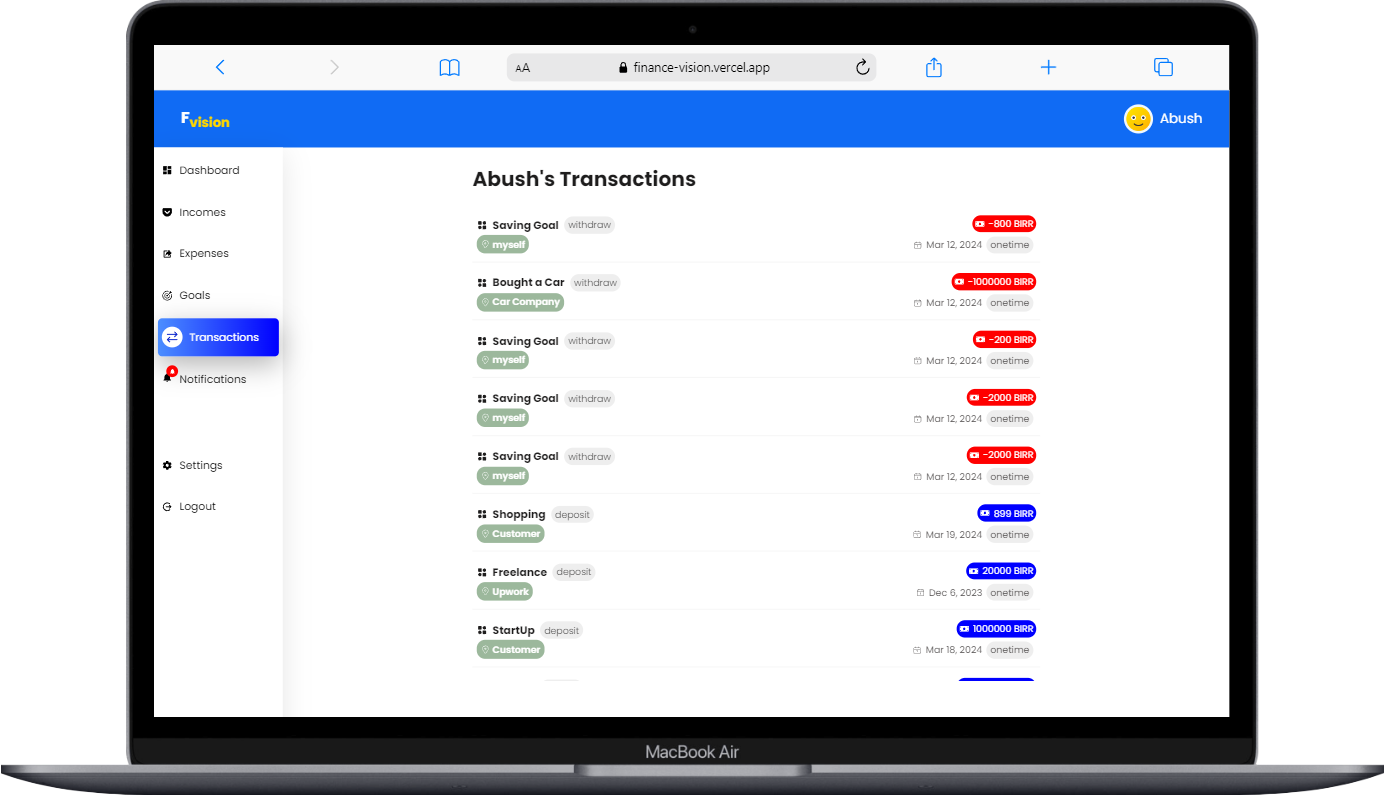 AA finance-vision.vercel.app
Fvision
Abush
Dashboard
Incomes
Expenses
Goals
Transactions
Notifications
Settings
Logout
Abush's Transactions
Saving Goal withdraw -800 BIRR
myself Mar 12, 2024 onetime
Bought a Car withdraw -1000000 BIRR
Car Company Mar 12, 2024 onetime
Saving Goal withdraw -200 BIRR
myself Mar 12, 2024 onetime
Saving Goal withdraw -2000 BIRR
myself Mar 12, 2024 onetime
Saving Goal withdraw -2000 BIRR
myself Mar 12, 2024 onetime
Shopping deposit 899 BIRR
Customer Mar 19, 2024 onetime
Freelance deposit 20000 BIRR
Upwork Dec 6, 2023 onetime
StartUp deposit 1000000 BIRR
Customer Mar 18, 2024 onetime
MacBook Air